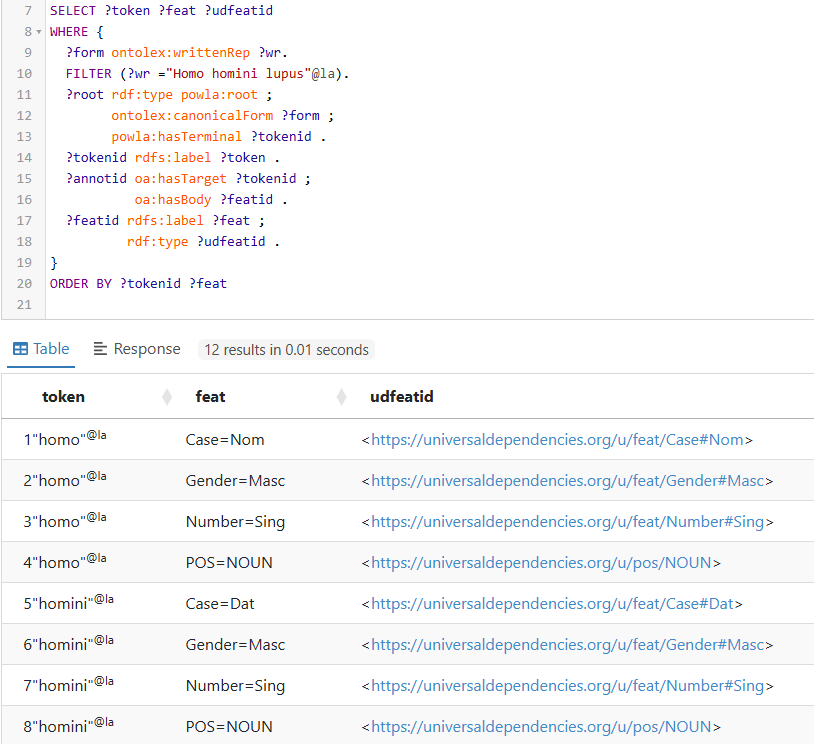 7 SELECT ?token ?feat ?udfeatid
8 WHERE {
9 ?form ontolex:writtenRep ?wr.
10 FILTER (?wr ="Homo homini lupus"@la).
11 ?root rdf:type powla:root ;
12 ontolex:canonicalForm ?form ;
13 powla:hasTerminal ?tokenid .
14 ?tokenid rdfs:label ?token .
15 ?annotid oa:hasTarget ?tokenid ;
16 oa:hasBody ?featid .
17 ?featid rdfs:label ?feat ;
18 rdf:type ?udfeatid .
19 }
20 ORDER BY ?tokenid ?feat
21
Table Response 12 results in 0.01 seconds
token feat udfeatid
1 "homo"@la Case=Nom <https://universaldependencies.org/u/feat/Case#Nom>
2 "homo"@la Gender=Masc <https://universaldependencies.org/u/feat/Gender#Masc>
3 "homo"@la Number=Sing <https://universaldependencies.org/u/feat/Number#Sing>
4 "homo"@la POS=NOUN <https://universaldependencies.org/u/pos/NOUN>
5 "homini"@la Case=Dat <https://universaldependencies.org/u/feat/Case#Dat>
6 "homini"@la Gender=Masc <https://universaldependencies.org/u/feat/Gender#Masc>
7 "homini"@la Number=Sing <https://universaldependencies.org/u/feat/Number#Sing>
8 "homini"@la POS=NOUN <https://universaldependencies.org/u/pos/NOUN>